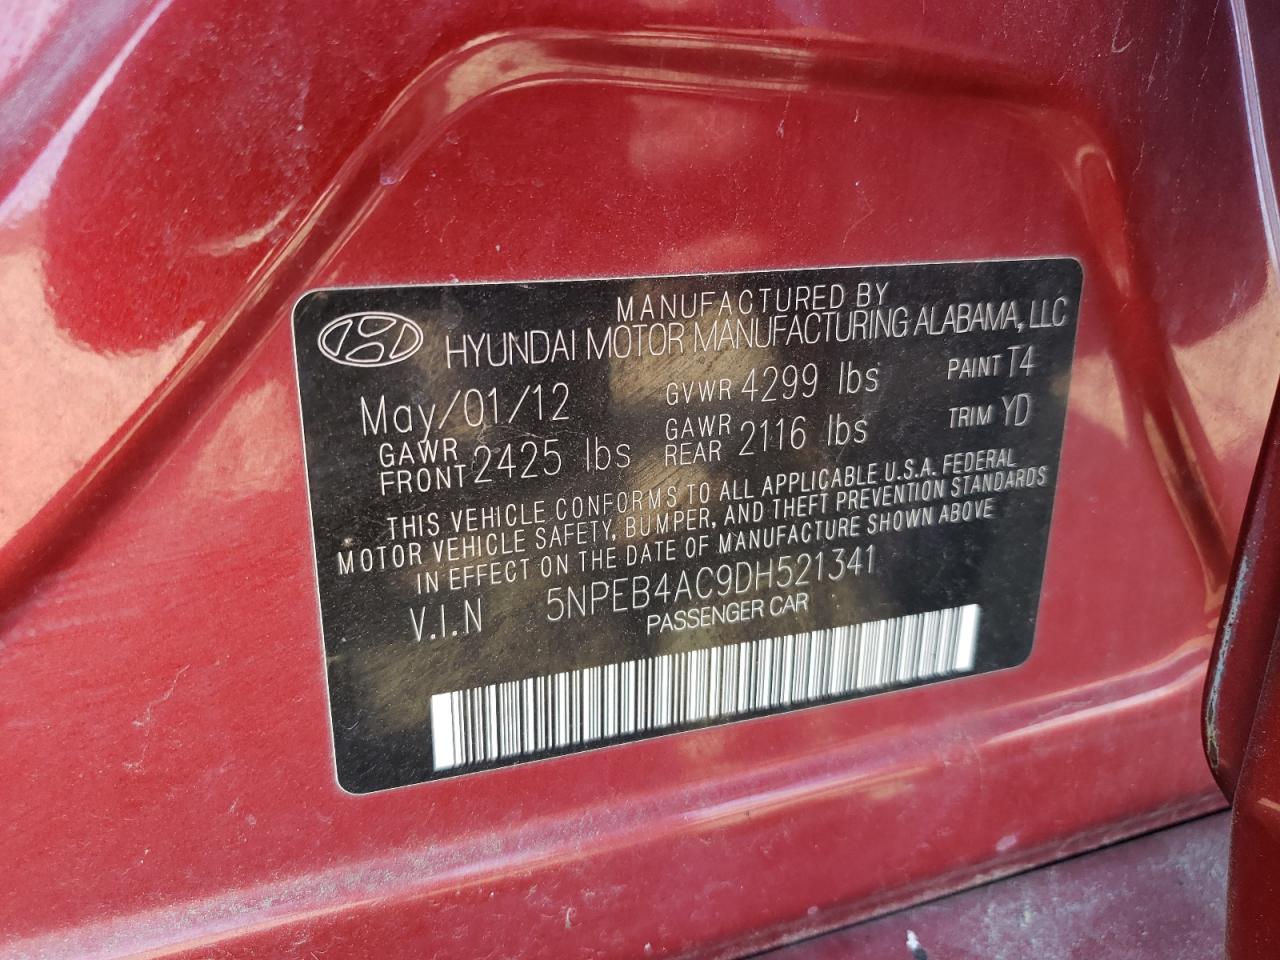 MANUFACTURED BY
HYUNDAI MOTOR MANUFACTURING ALABAMA, LLC
May/01/12 GVWR 4299 lbs PAINT T4
GAWR FRONT 2425 lbs GAWR REAR 2116 lbs TRIM YD
THIS VEHICLE CONFORMS TO ALL APPLICABLE U.S.A. FEDERAL
MOTOR VEHICLE SAFETY, BUMPER, AND THEFT PREVENTION STANDARDS
IN EFFECT ON THE DATE OF MANUFACTURE SHOWN ABOVE
V.I.N 5NPEB4AC9DH521341
PASSENGER CAR